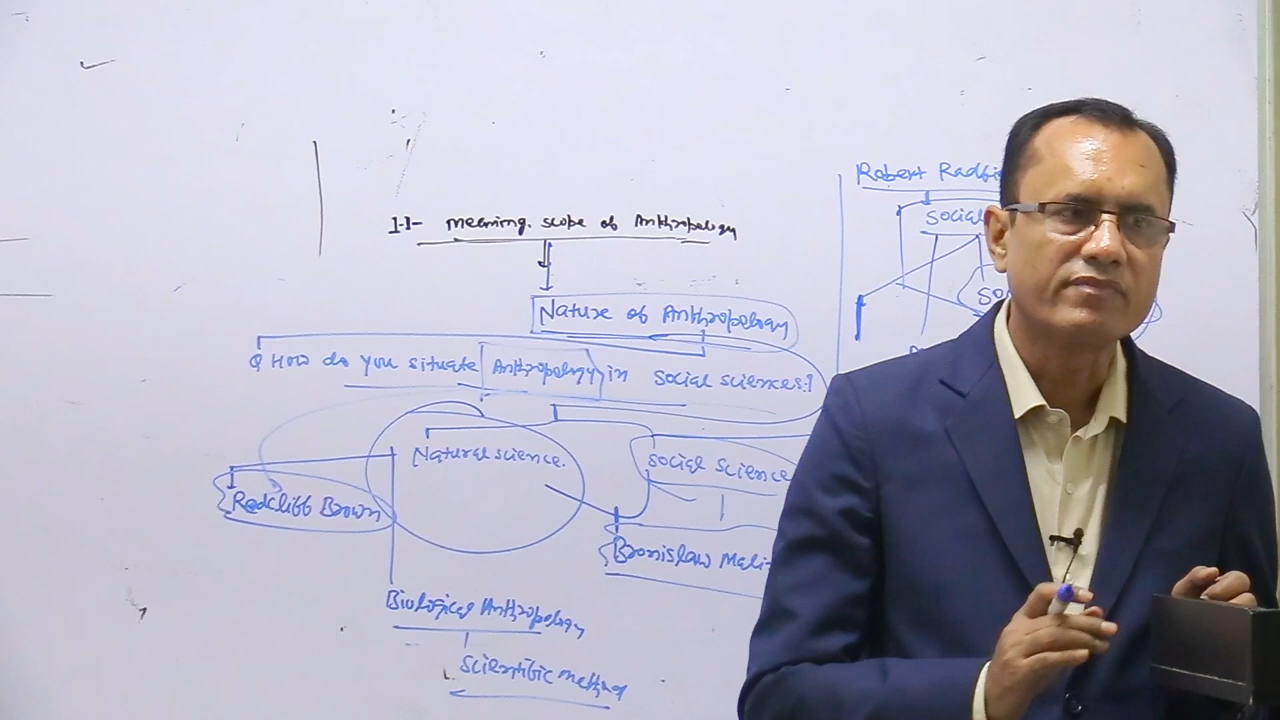 1.1- meaning. scope of Anthropology
Nature of Anthropology
Q How do you situate Anthropology in social sciences?
Natural science.
social science
Redcliff Brown
Bronislaw Mali
Biological Anthropology
Scientific method
Robert Radfi
social
so